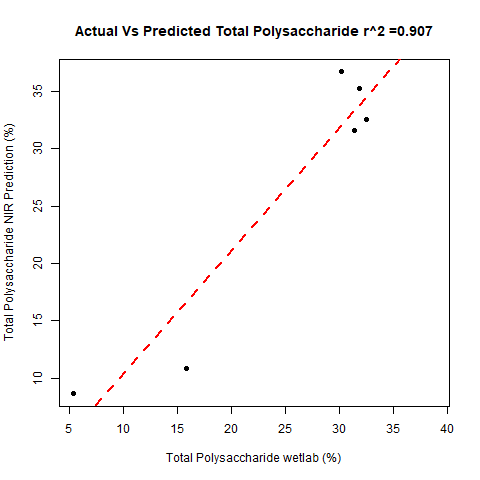 Actual Vs Predicted Total Polysaccharide r^2 =0.907
Total Polysaccharide NIR Prediction (%)
35
30
25
20
15
10
5 10 15 20 25 30 35 40
Total Polysaccharide wetlab (%)